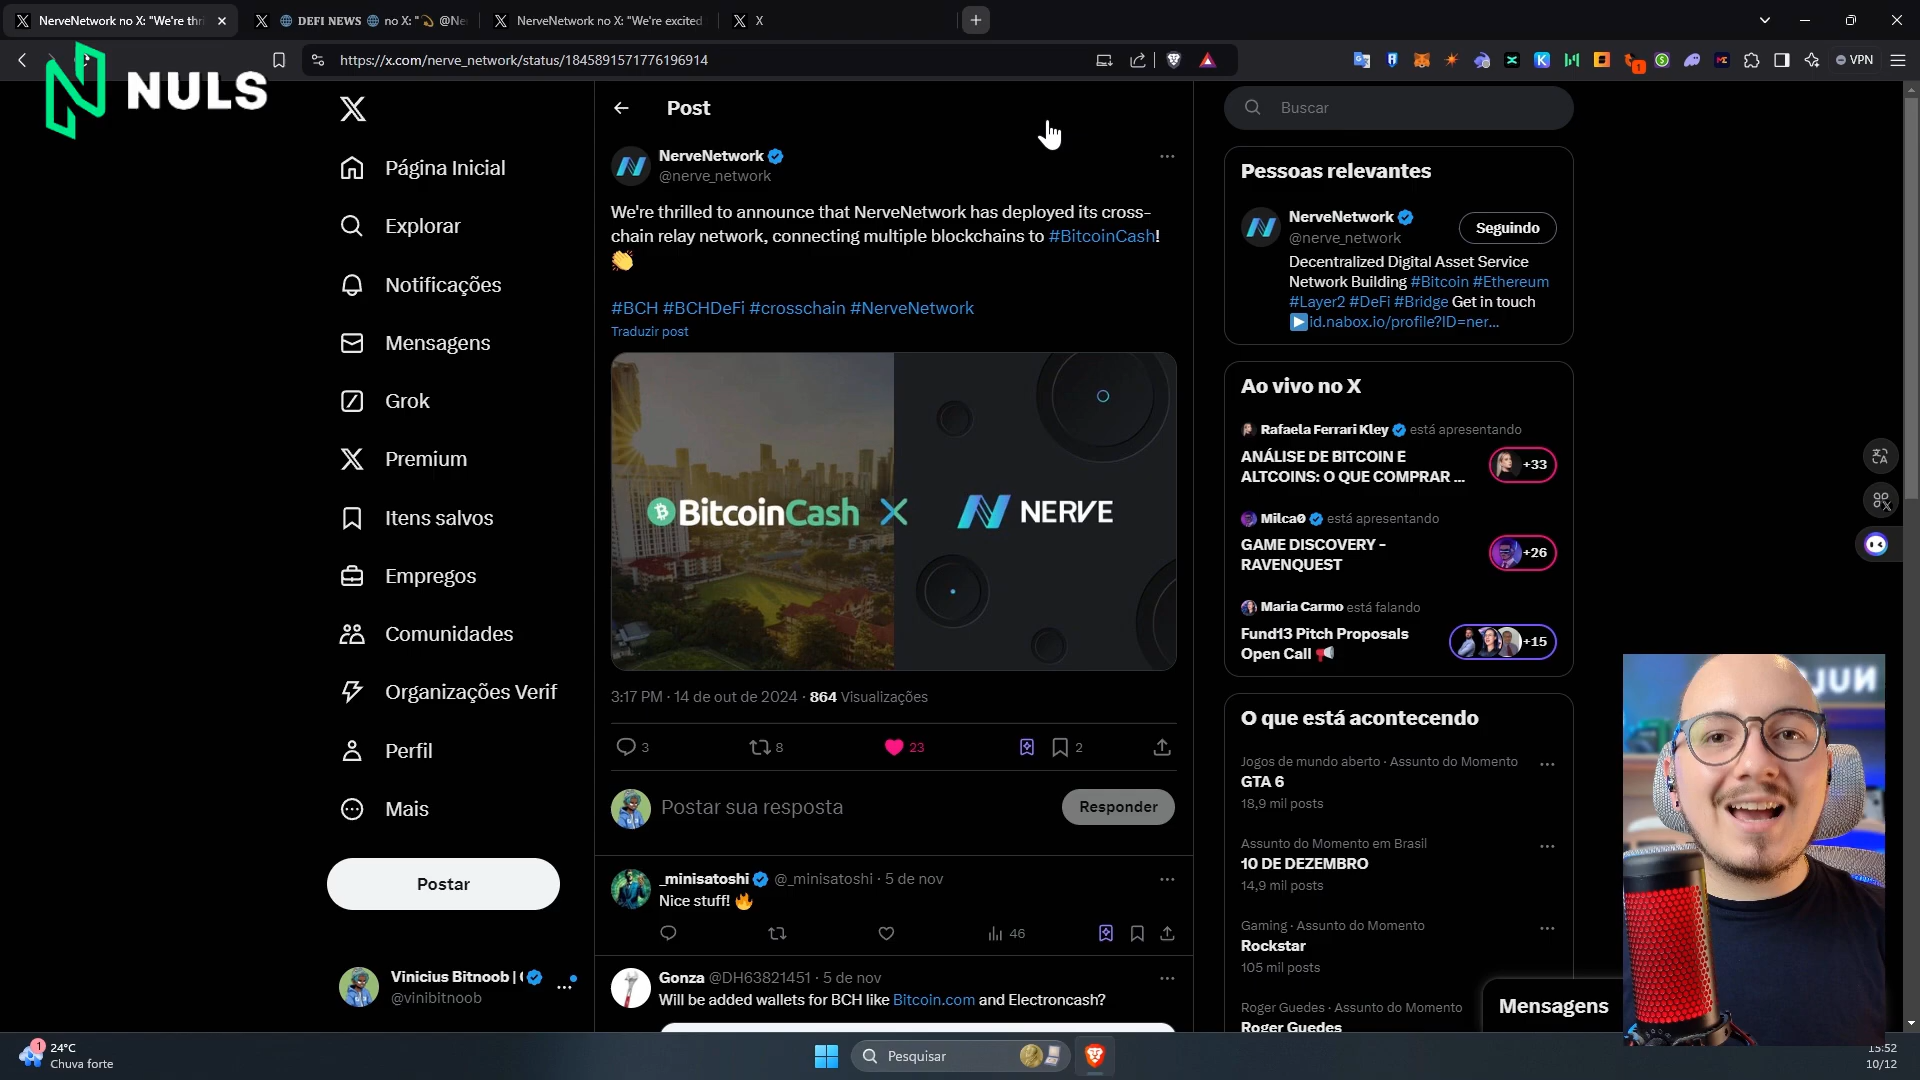 NerveNetwork no X: "We're thri
DEFI NEWS no X: " @Ne
NerveNetwork no X: "We're excited
X
https://x.com/nerve_network/status/1845891571776196914
VPN
NULS
Página Inicial
Explorar
Notificações
Mensagens
Grok
Premium
Itens salvos
Empregos
Comunidades
Organizações Verif
Perfil
Mais
Postar
Vinicius Bitnoob | (
@vinibitnoob
Post
NerveNetwork
@nerve_network
We're thrilled to announce that NerveNetwork has deployed its cross-
chain relay network, connecting multiple blockchains to #BitcoinCash!
#BCH #BCHDeFi #crosschain #NerveNetwork
Traduzir post
BitcoinCash X NERVE
3:17 PM · 14 de out de 2024 · 864 Visualizações
3 8 23 2
Postar sua resposta
Responder
_minisatoshi @_minisatoshi · 5 de nov
Nice stuff!
46
Gonza @DH63821451 · 5 de nov
Will be added wallets for BCH like Bitcoin.com and Electroncash?
Buscar
Pessoas relevantes
NerveNetwork
@nerve_network
Seguindo
Decentralized Digital Asset Service
Network Building #Bitcoin #Ethereum
#Layer2 #DeFi #Bridge Get in touch
id.nabox.io/profile?ID=ner...
Ao vivo no X
Rafaela Ferrari Kley está apresentando
ANÁLISE DE BITCOIN E
ALTCOINS: O QUE COMPRAR ...
+33
Milca0 está apresentando
GAME DISCOVERY -
RAVENQUEST
+26
Maria Carmo está falando
Fund13 Pitch Proposals
Open Call
+15
O que está acontecendo
Jogos de mundo aberto · Assunto do Momento
GTA 6
18,9 mil posts
Assunto do Momento em Brasil
10 DE DEZEMBRO
14,9 mil posts
Gaming · Assunto do Momento
Rockstar
105 mil posts
Roger Guedes · Assunto do Momento
Roger Guedes
Mensagens
NULS
1
24°C
Chuva forte
Pesquisar
15:52
10/12